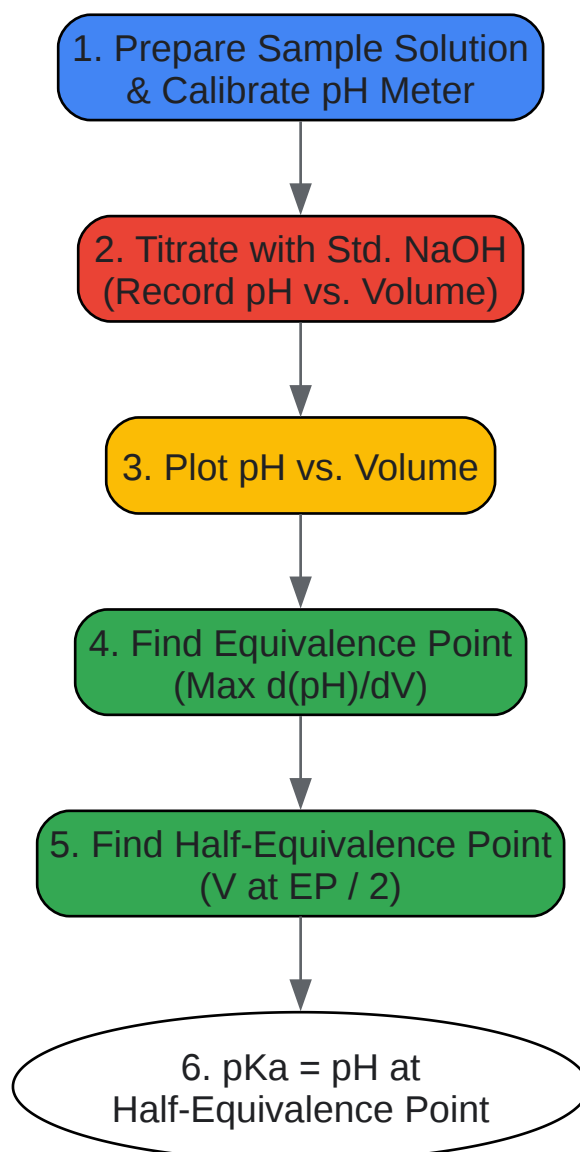 1. Prepare Sample Solution
& Calibrate pH Meter
2. Titrate with Std. NaOH
(Record pH vs. Volume)
3. Plot pH vs. Volume
4. Find Equivalence Point
(Max d(pH)/dV)
5. Find Half-Equivalence Point
(V at EP / 2)
6. pKa = pH at
Half-Equivalence Point